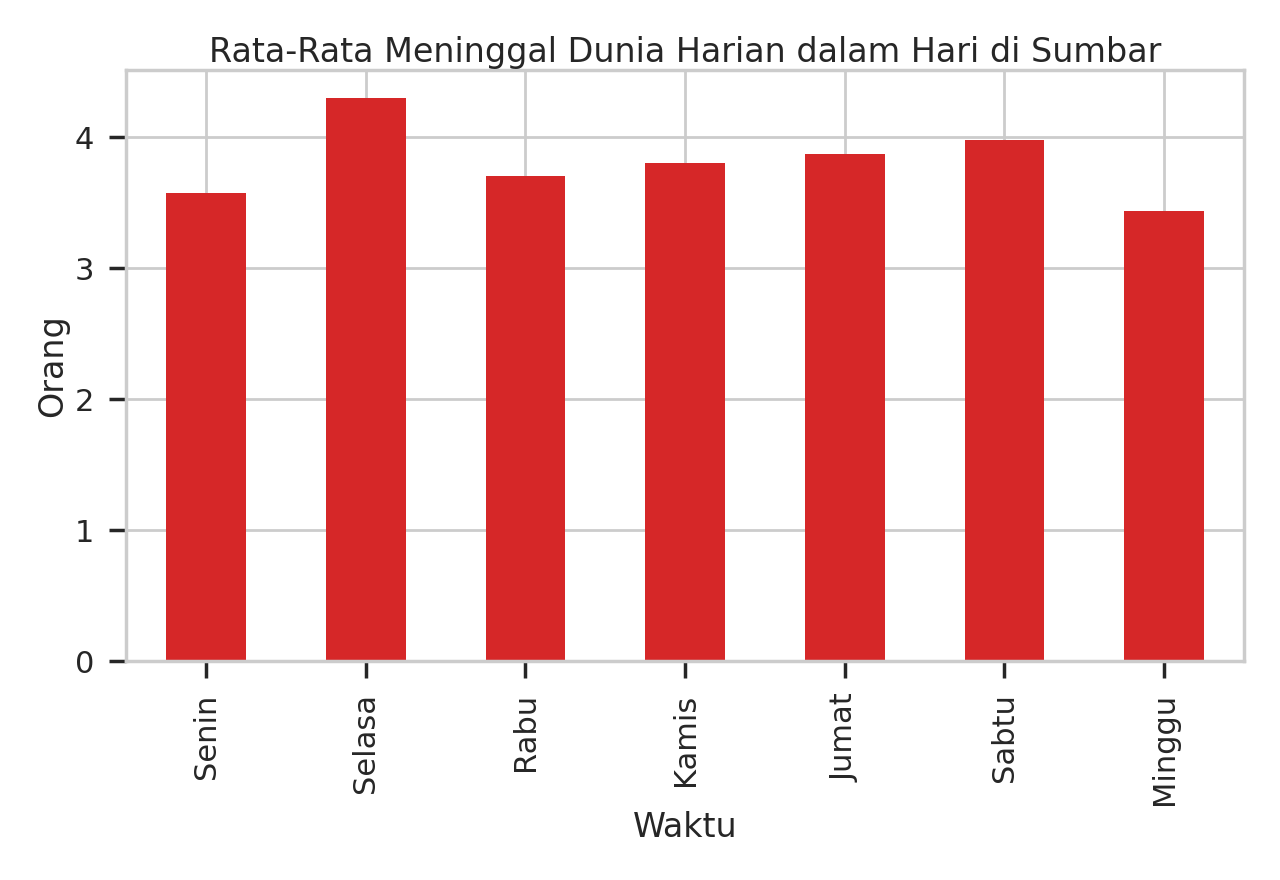 Rata-Rata Meninggal Dunia Harian dalam Hari di Sumbar
Orang
4
3
2
1
0
Senin
Selasa
Rabu
Kamis
Jumat
Sabtu
Minggu
Waktu